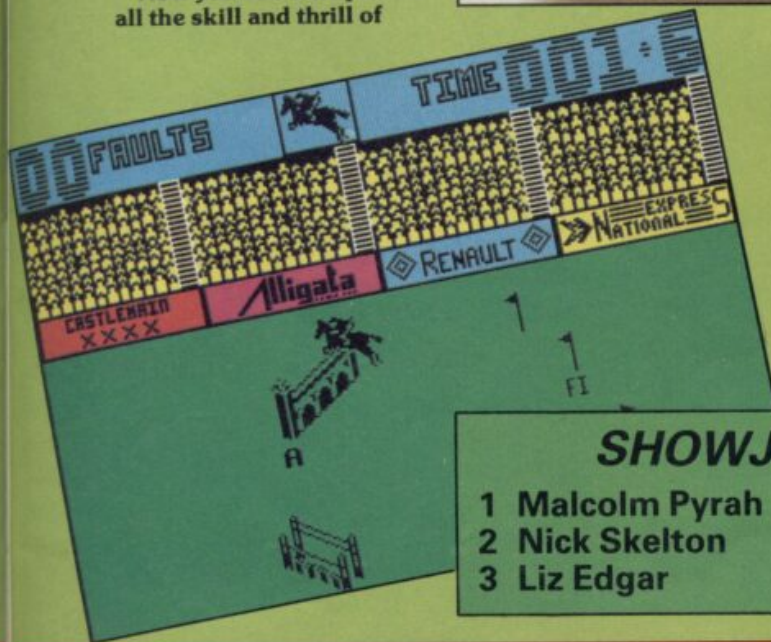 all the skill and thrill of
00 FAULTS
TIME 001·6
CASTLEMAIN
XXXX
Alligata
RENAULT
NATIONAL EXPRESS
A
FI
SHOWJ
1 Malcolm Pyrah
2 Nick Skelton
3 Liz Edgar